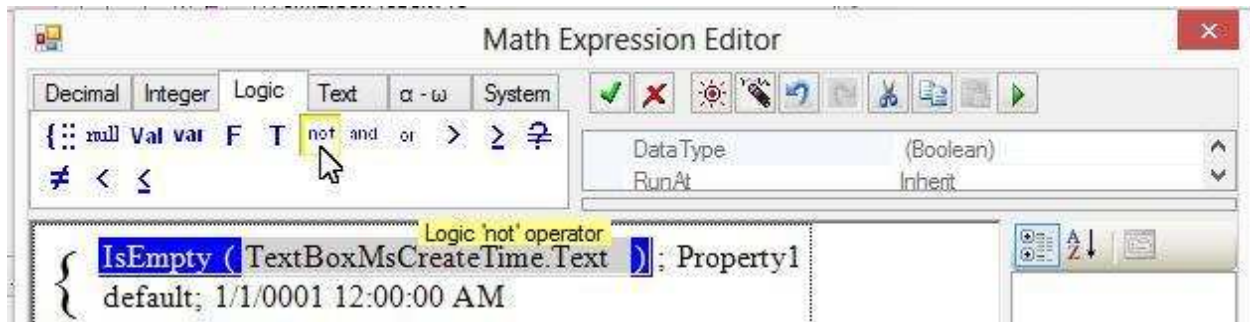 Math Expression Editor
Decimal Integer Logic Text α - ω System
null Val var F T not and or > ≥ ≠ < ≤
DataType (Boolean)
RunAt Inherit
Logic 'not' operator
IsEmpty ( TextBoxMsCreateTime.Text ) ; Property1
default; 1/1/0001 12:00:00 AM